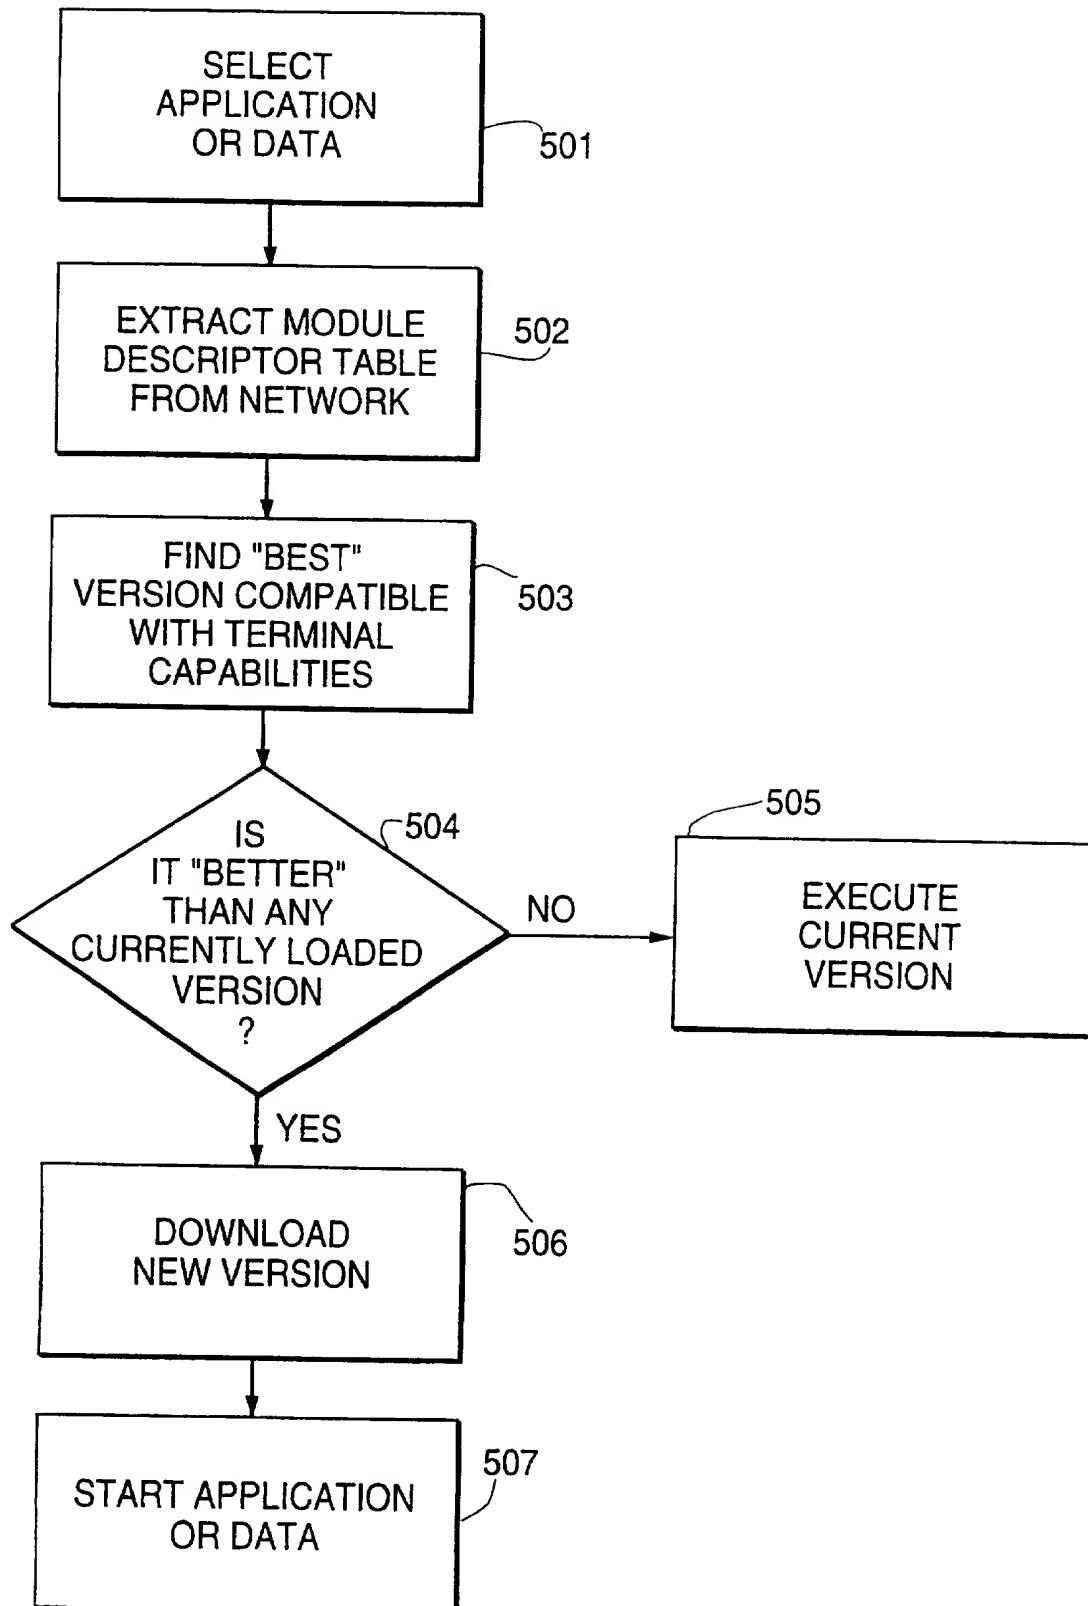 SELECT
APPLICATION
OR DATA
501
EXTRACT MODULE
DESCRIPTOR TABLE
FROM NETWORK
502
FIND "BEST"
VERSION COMPATIBLE
WITH TERMINAL
CAPABILITIES
503
IS
IT "BETTER"
THAN ANY
CURRENTLY LOADED
VERSION
?
504
NO
505
EXECUTE
CURRENT
VERSION
YES
DOWNLOAD
NEW VERSION
506
START APPLICATION
OR DATA
507